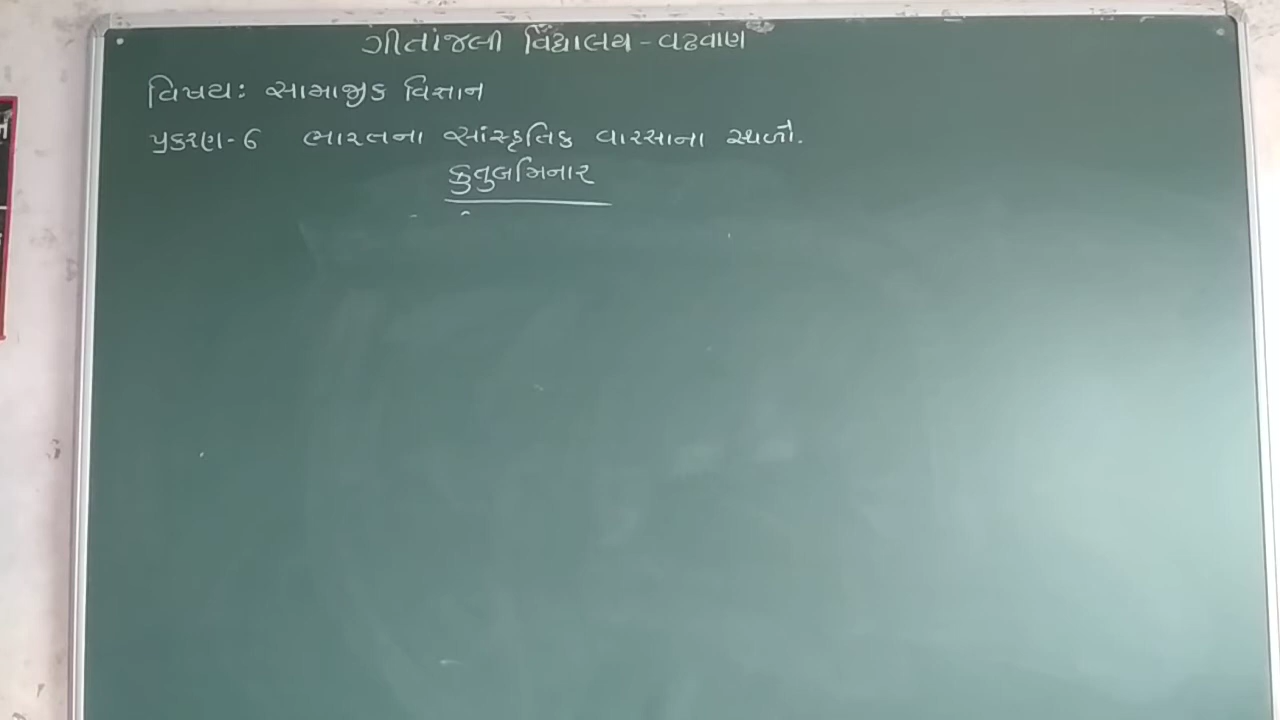 ગીતાંજલી વિદ્યાલય - વઢવાણ
વિષય: સામાજીક વિજ્ઞાન
પ્રકરણ-6 ભારતના સાંસ્કૃતિક વારસાના સ્થળો.
કુતુબમિનાર